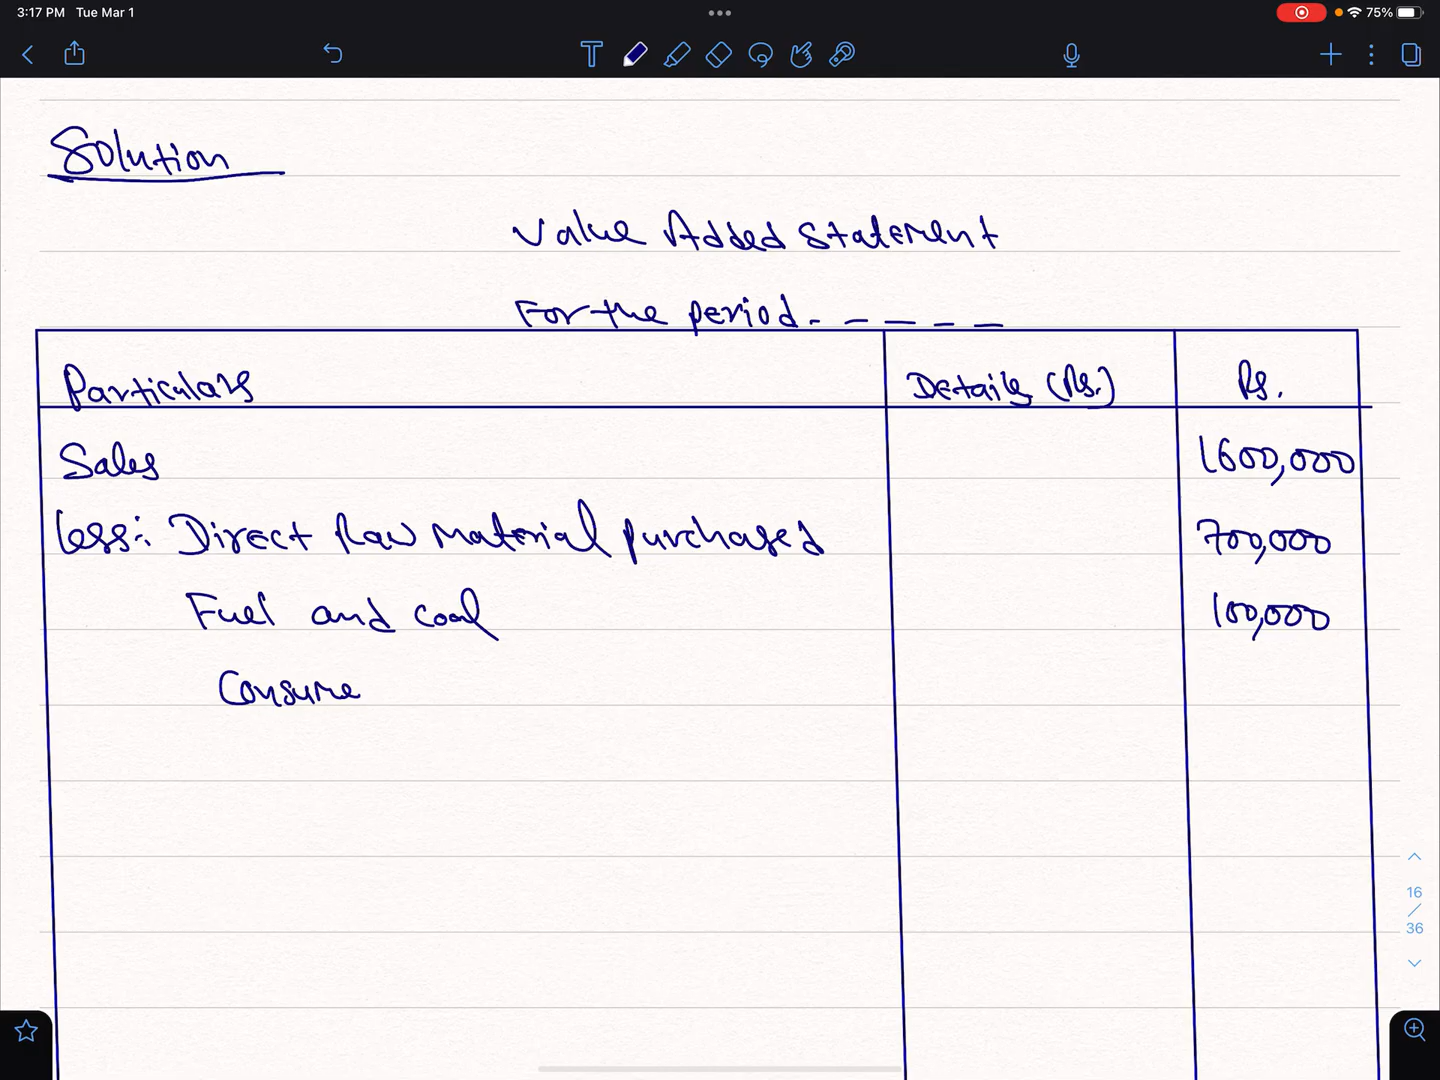 3:17 PM Tue Mar 1
75%
T
Solution
Value Added Statement
For the period - - - - -
Particulars Details (Rs.) Rs.
Sales 1600,000
Less: Direct Raw Material purchased 700,000
Fuel and coal 100,000
Consume
16
/
36